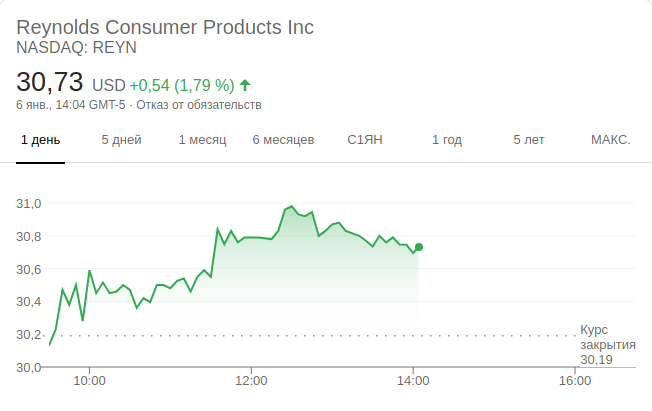 Reynolds Consumer Products Inc
NASDAQ: REYN
30,73 USD +0,54 (1,79 %)
6 янв., 14:04 GMT-5 · Отказ от обязательств
1 день 5 дней 1 месяц 6 месяцев С1ЯН 1 год 5 лет МАКС.
31,0
30,8
30,6
30,4
30,2
Курс
закрытия
30,19
30,0
10:00 12:00 14:00 16:00